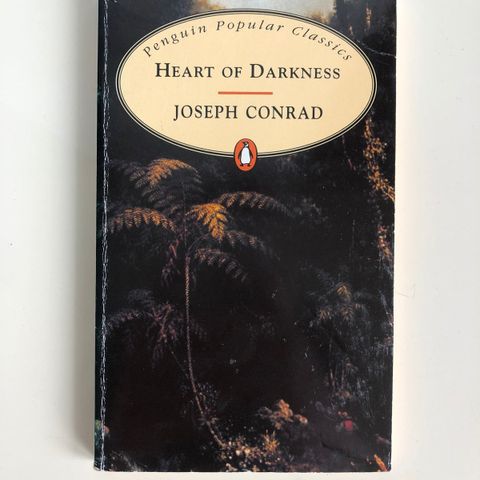 Penguin Popular Classics
HEART OF DARKNESS
JOSEPH CONRAD